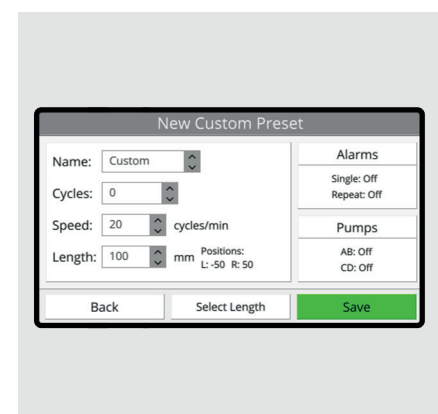 New Custom Preset
Name: Custom
Cycles: 0
Speed: 20 cycles/min
Length: 100 mm Positions:
L: -50 R: 50
Alarms
Single: Off
Repeat: Off
Pumps
AB: Off
CD: Off
Back
Select Length
Save